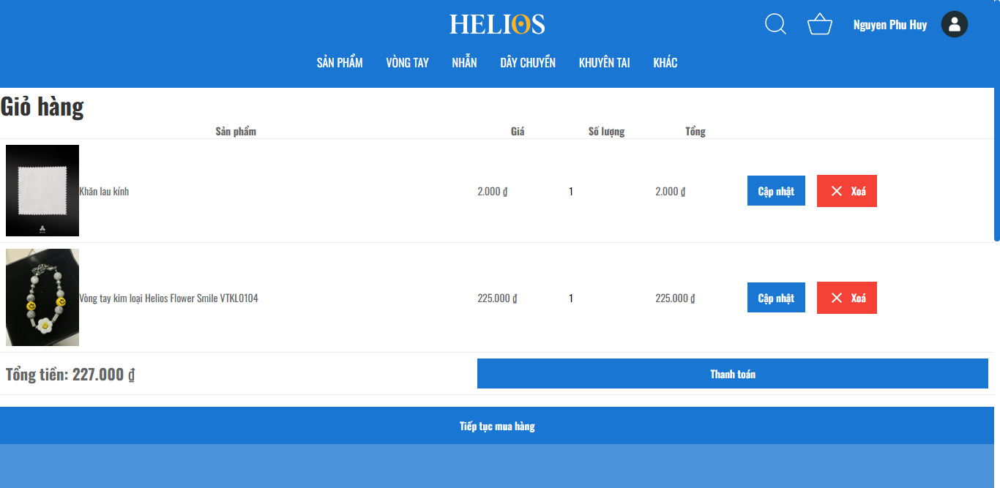 HELIOS
Nguyen Phu Huy
SẢN PHẨM VÒNG TAY NHẪN DÂY CHUYỀN KHUYÊN TAI KHÁC
Giỏ hàng
Sản phẩm Giá Số lượng Tổng
Khăn lau kính 2.000 ₫ 1 2.000 ₫ Cập nhật Xoá
Vòng tay kim loại Helios Flower Smile VTKL0104 225.000 ₫ 1 225.000 ₫ Cập nhật Xoá
Tổng tiền: 227.000 ₫ Thanh toán
Tiếp tục mua hàng